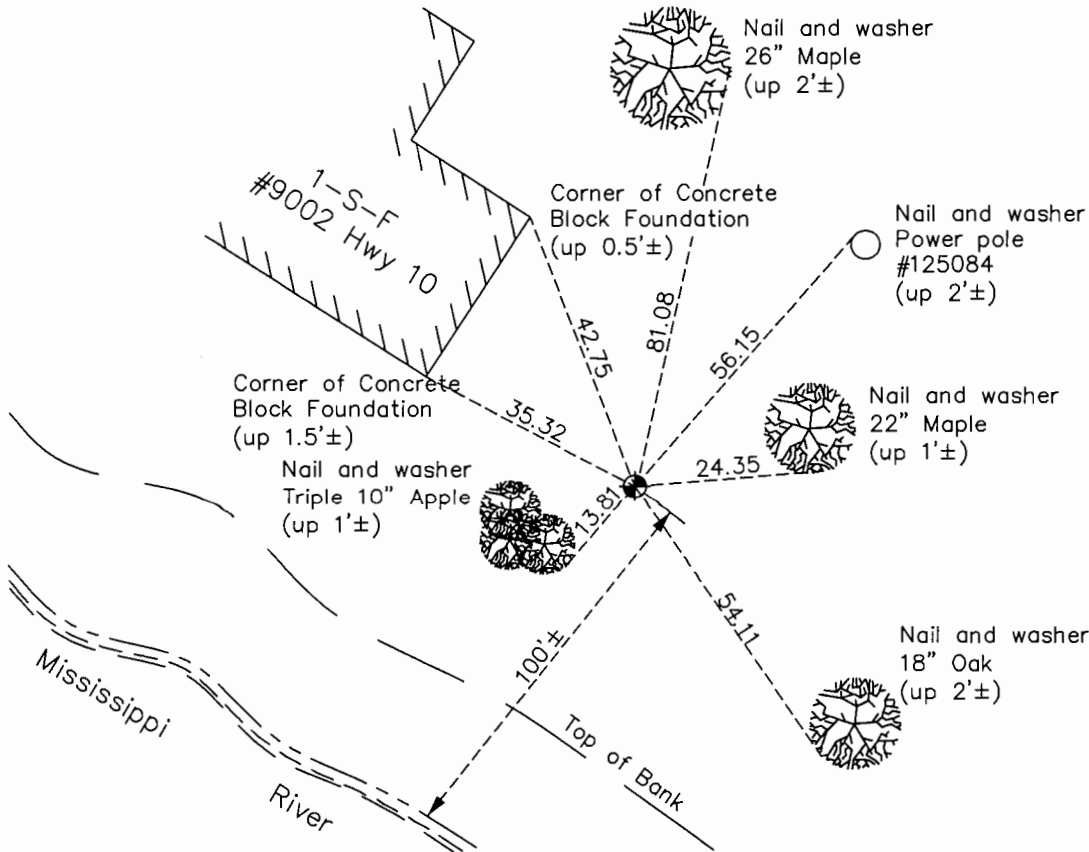 Nail and washer
26" Maple
(up 2'±)
1-S-F
#9002 Hwy 10
Corner of Concrete
Block Foundation
(up 0.5'±)
Nail and washer
Power pole
#125084
(up 2'±)
42.75
81.08
56.15
Corner of Concrete
Block Foundation
(up 1.5'±)
35.32
Nail and washer
22" Maple
(up 1'±)
24.35
Nail and washer
Triple 10" Apple
(up 1'±)
13.81
54.11
100'±
Nail and washer
18" Oak
(up 2'±)
Mississippi
River
Top of Bank